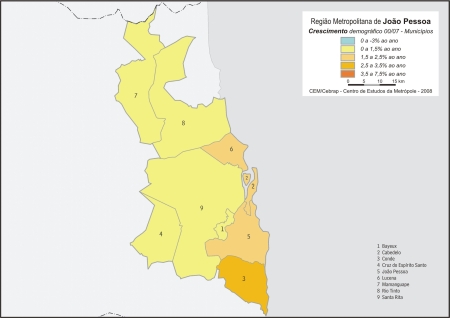 Região Metropolitana de João Pessoa
Crescimento demográfico 00/07 - Municípios
0 a -3% ao ano
0 a 1,5% ao ano
1,5 a 2,5% ao ano
2,5 a 3,5% ao ano
3,5 a 7,5% ao ano
0 5 10 15 km
CEM/Cebrap - Centro de Estudos da Metrópole - 2008
7
8
6
2
9
1
4
5
3
1 Bayeux
2 Cabedelo
3 Conde
4 Cruz do Espírito Santo
5 João Pessoa
6 Lucena
7 Mamanguape
8 Rio Tinto
9 Santa Rita